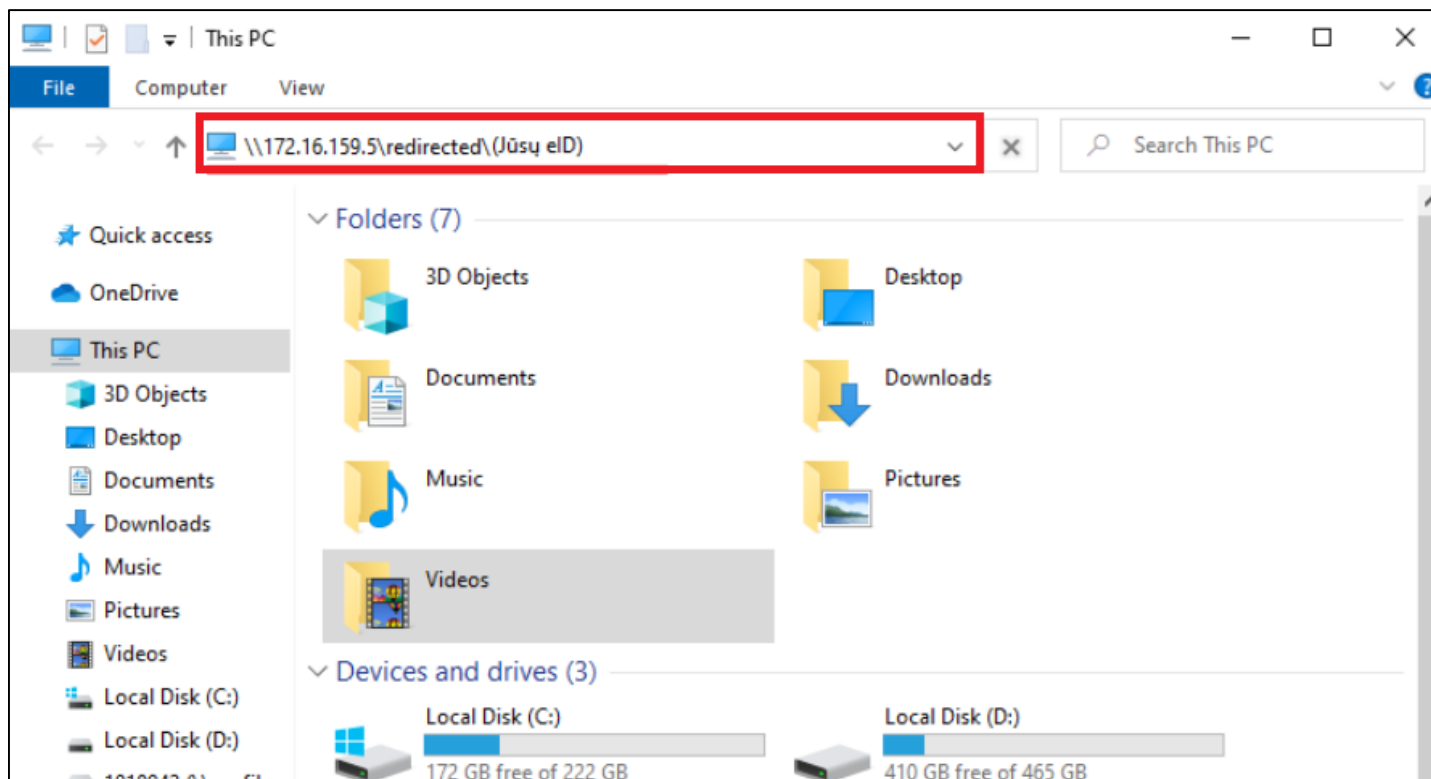 This PC
File Computer View
\\172.16.159.5\redirected\(Jūsų eID)
Search This PC
Quick access
OneDrive
This PC
3D Objects
Desktop
Documents
Downloads
Music
Pictures
Videos
Local Disk (C:)
Local Disk (D:)
Folders (7)
3D Objects
Desktop
Documents
Downloads
Music
Pictures
Videos
Devices and drives (3)
Local Disk (C:)
172 GB free of 222 GB
Local Disk (D:)
410 GB free of 465 GB